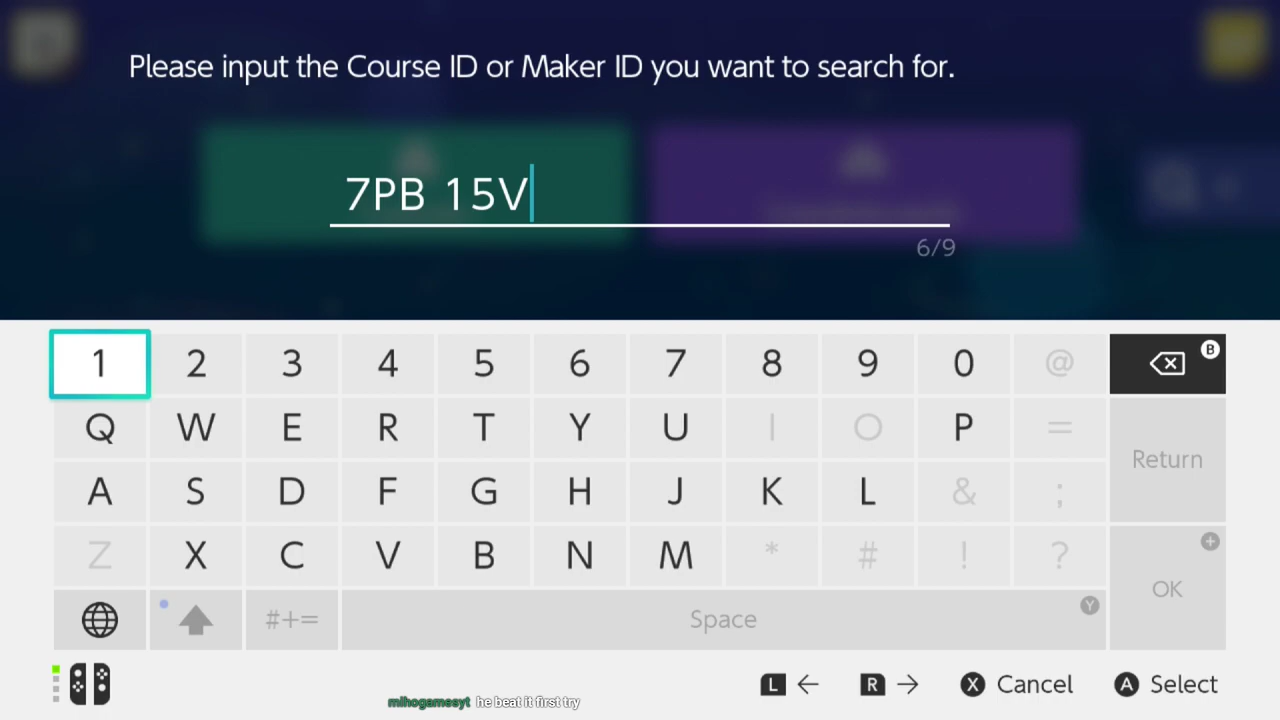 Please input the Course ID or Maker ID you want to search for.
7PB 15V
6/9
1 2 3 4 5 6 7 8 9 0 @ B
Q W E R T Y U I O P = Return
A S D F G H J K L & ;
Z X C V B N M * # ! ? + OK
#+= Space Y
L ← R → X Cancel A Select
mihogamesyt he beat it first try